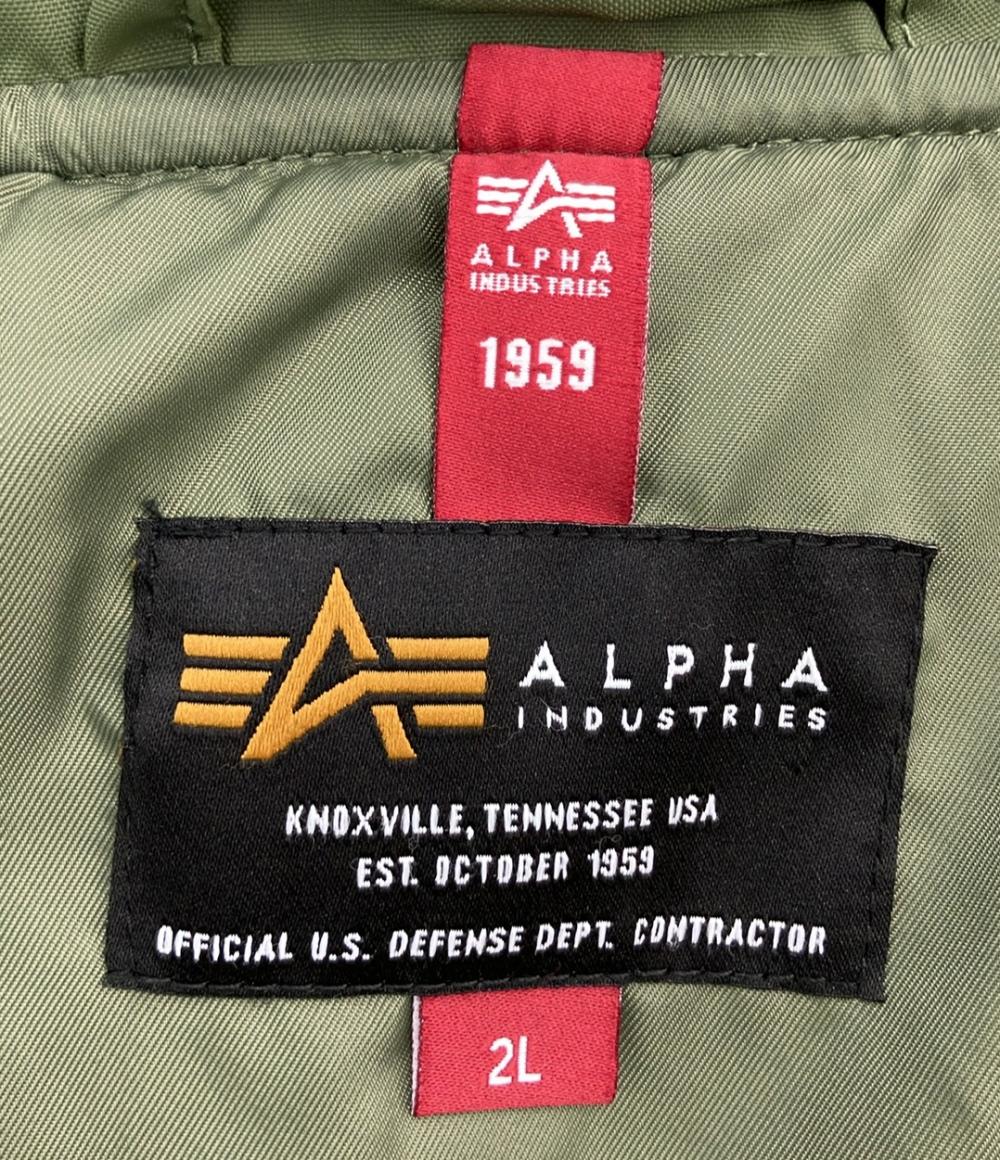 ALPHA
INDUSTRIES
1959
ALPHA
INDUSTRIES
KNOXVILLE, TENNESSEE USA
EST. OCTOBER 1959
OFFICIAL U.S. DEFENSE DEPT. CONTRACTOR
2L